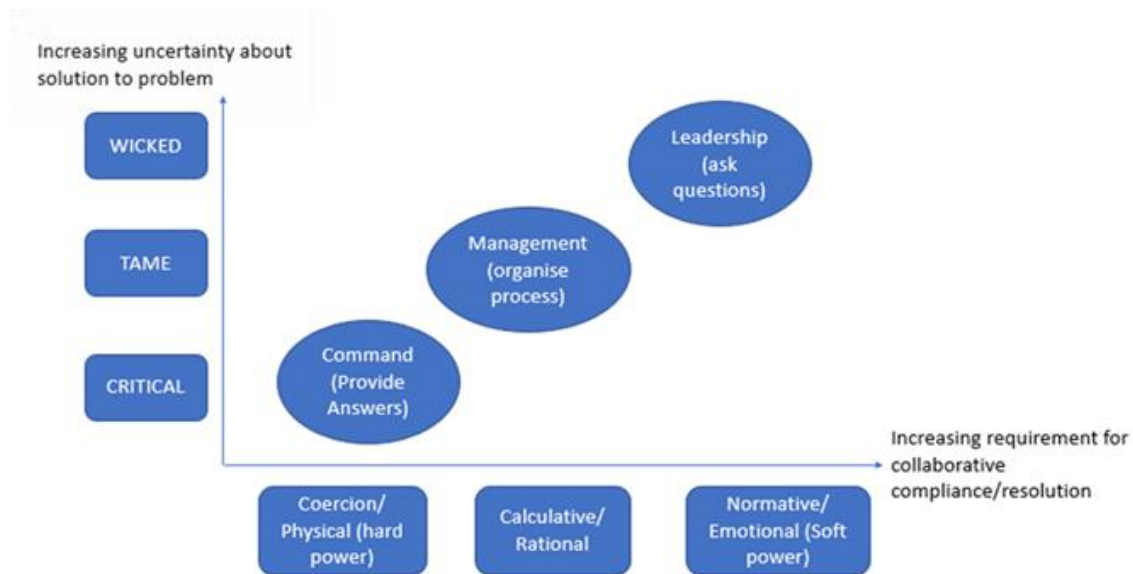 Increasing uncertainty about
solution to problem
WICKED
Leadership
(ask
questions)
Management
(organise
process)
TAME
Command
(Provide
Answers)
CRITICAL
Increasing requirement for
collaborative
compliance/resolution
Coercion/
Physical (hard
power)
Calculative/
Rational
Normative/
Emotional (Soft
power)